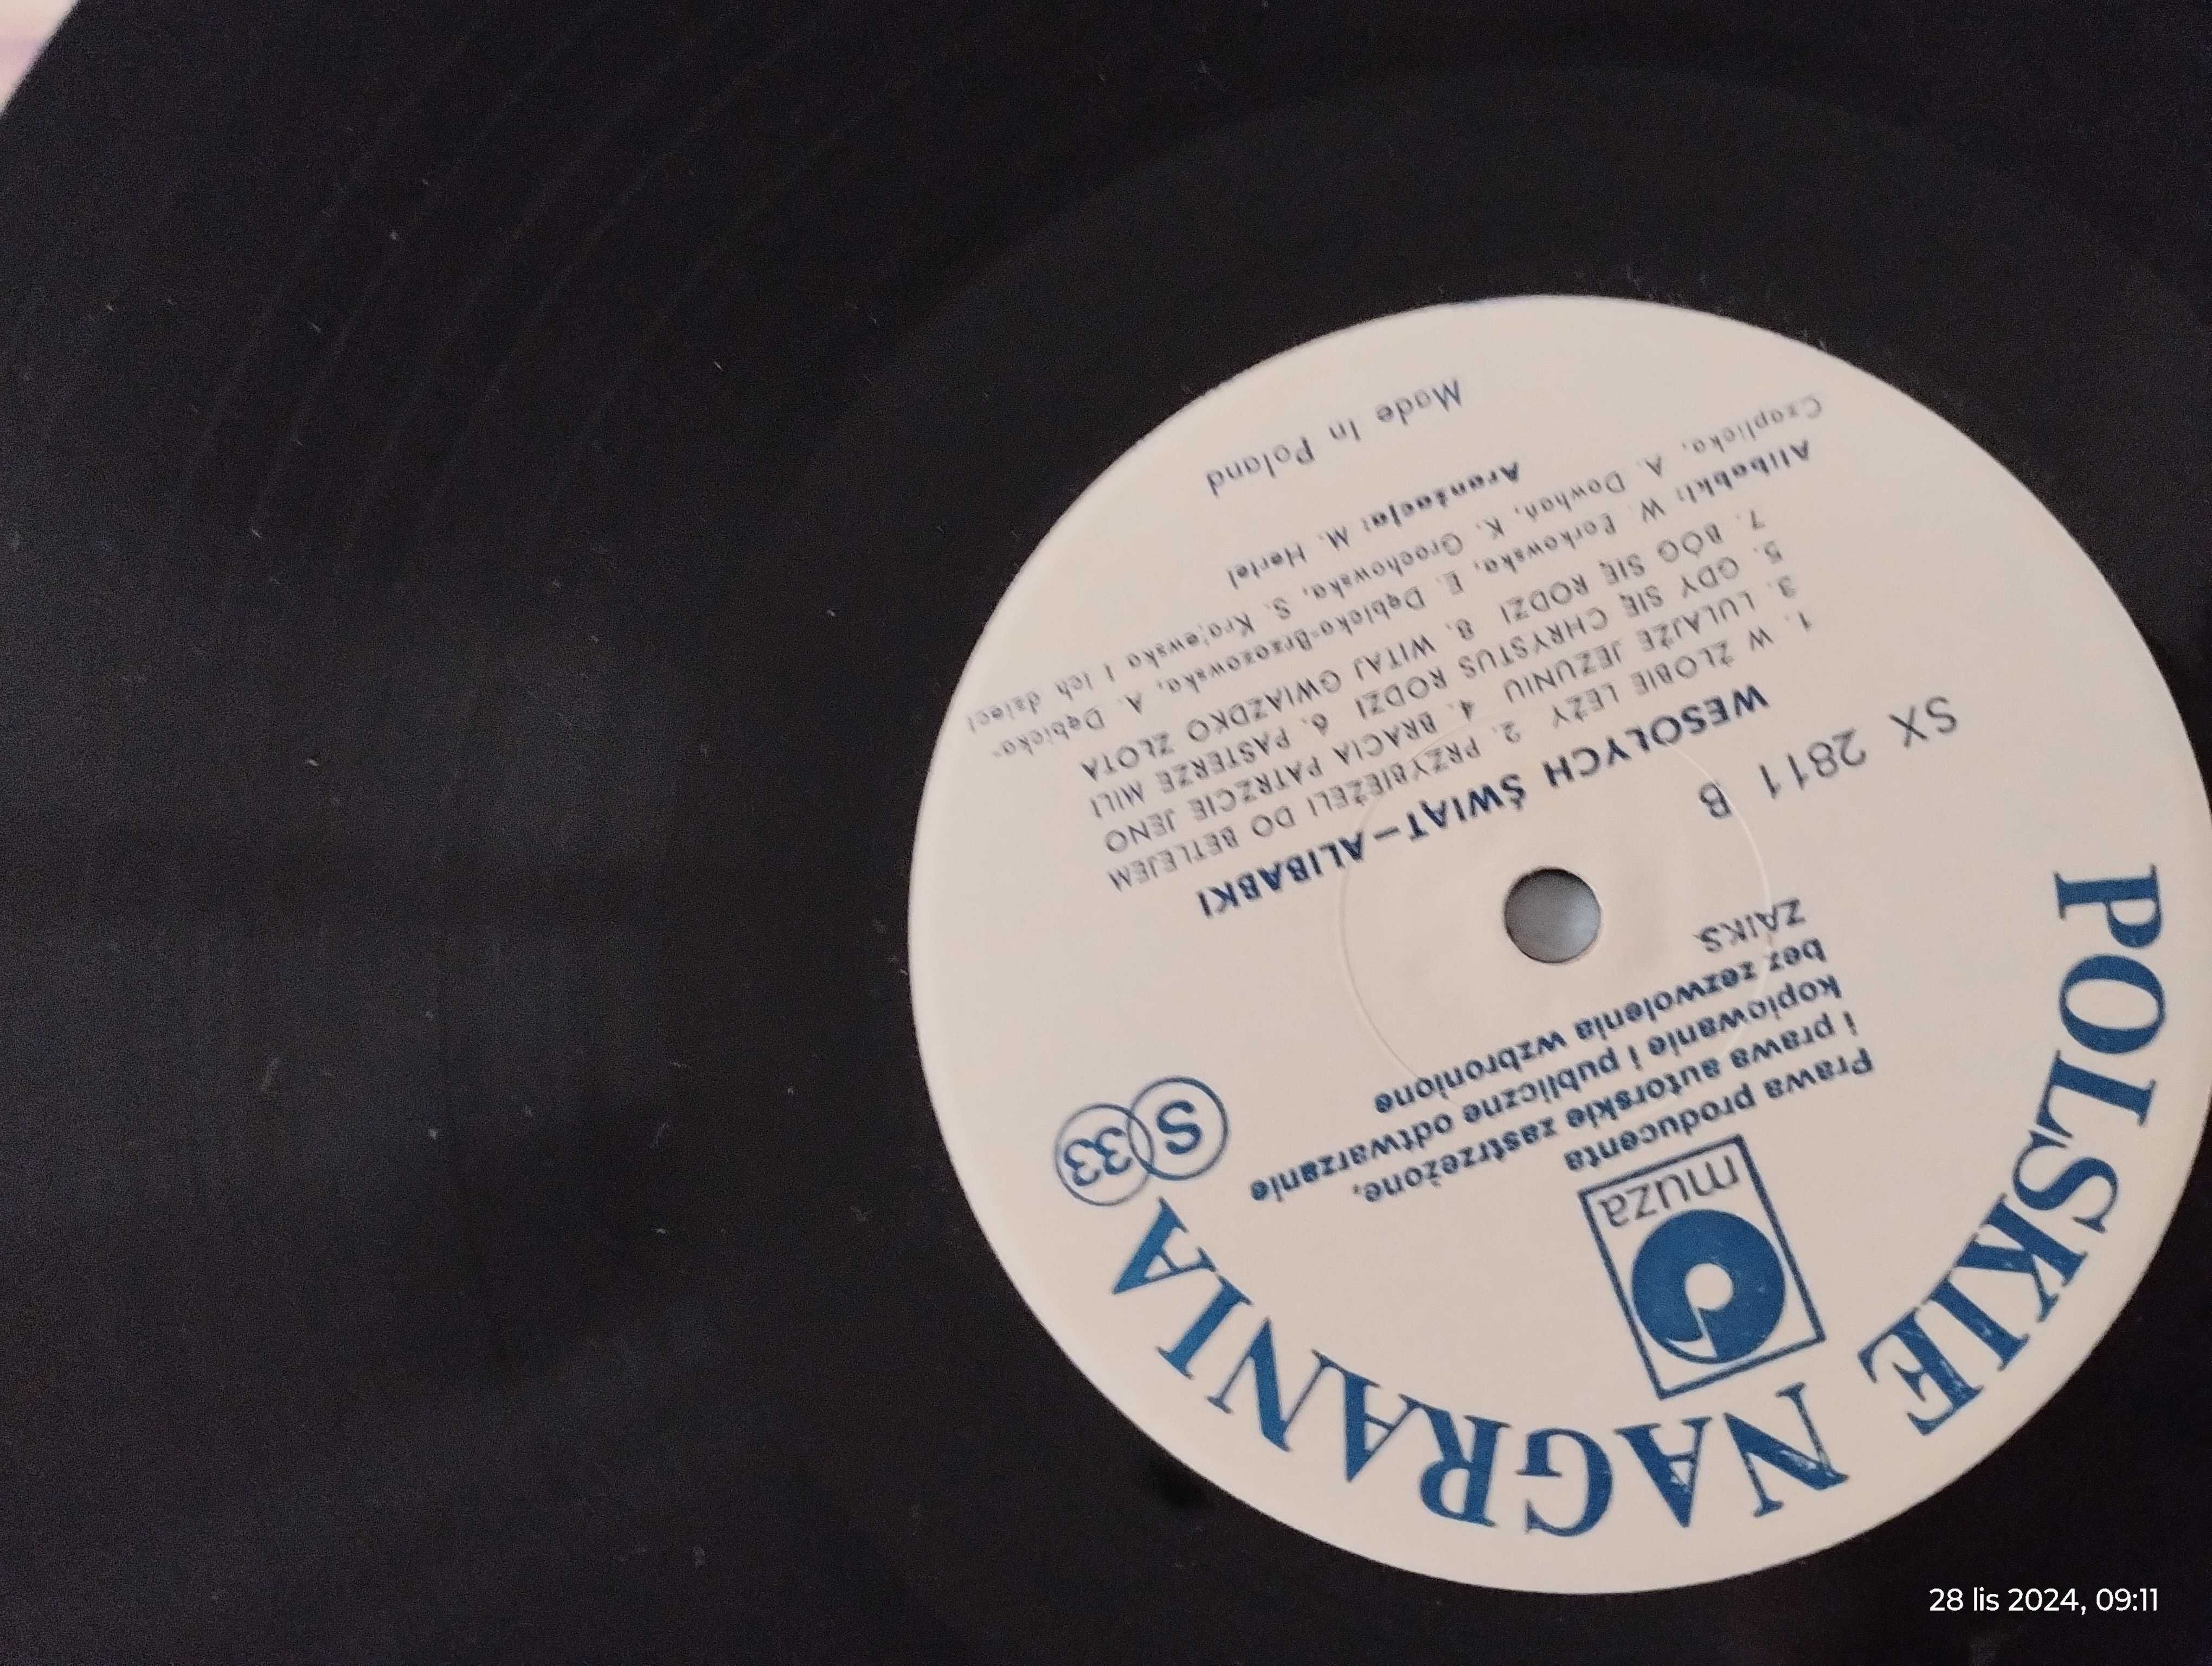 POLSKIE NAGRANIA
muza
S 33
Prawa producenta
i prawa autorskie zastrzeżone,
kopiowanie i publiczne odtwarzanie
bez zezwolenia wzbronione
ZAIKS
SX 2811 B
WESOŁYCH ŚWIĄT—ALIBABKI
1. W ŻŁOBIE LEŻY 2. PRZYBIEŻELI DO BETLEJEM
3. LULAJŻE JEZUNIU 4. BRACIA PATRZCIE JENO
5. GDY SIĘ CHRYSTUS RODZI 6. PASTERZE MILI
7. BÓG SIĘ RODZI 8. WITAJ GWIAZDKO ZŁOTA
Alibabki: W. Borkowska, E. Dębicka-Brzozowska, A. Dębicka-
Czaplicka, A. Dowhań, K. Grochowska, S. Krajewska i ich dzieci
Aranżacja: M. Hertel
Made In Poland
28 lis 2024, 09:11